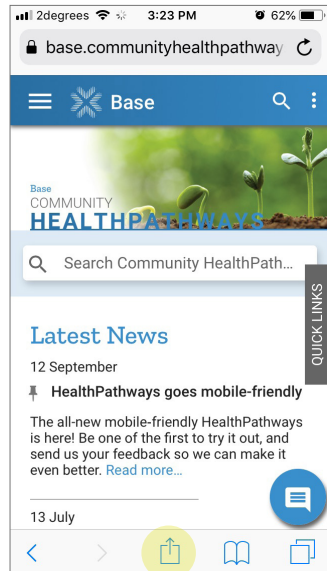 2degrees 3:23 PM 62%
base.communityhealthpathway
Base
Base
COMMUNITY
HEALTHPATHWAYS
Search Community HealthPath...
QUICK LINKS
Latest News
12 September
HealthPathways goes mobile-friendly
The all-new mobile-friendly HealthPathways
is here! Be one of the first to try it out, and
send us your feedback so we can make it
even better. Read more...
13 July